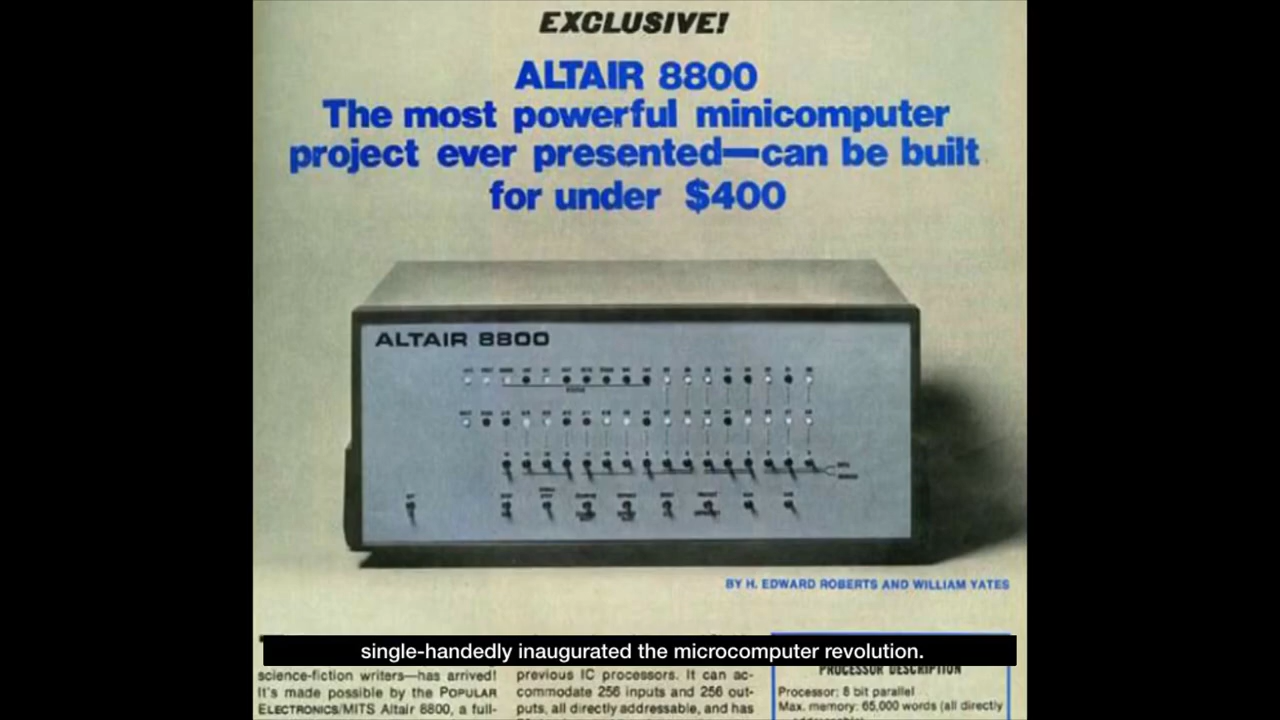 EXCLUSIVE!
ALTAIR 8800
The most powerful minicomputer
project ever presented—can be built
for under $400
ALTAIR 8800
BY H. EDWARD ROBERTS AND WILLIAM YATES
single-handedly inaugurated the microcomputer revolution.
science-fiction writers—has arrived!
It's made possible by the POPULAR
ELECTRONICS/MITS Altair 8800, a full-
previous IC processors. It can ac-
commodate 256 inputs and 256 out-
puts, all directly addressable, and has
PROCESSOR DESCRIPTION
Processor: 8 bit parallel
Max. memory: 65,000 words (all directly